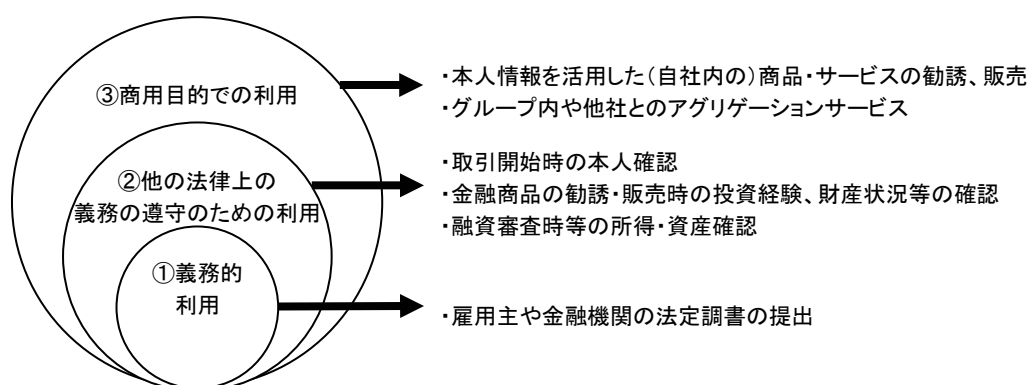 ③商用目的での利用
・本人情報を活用した（自社内の）商品・サービスの勧誘、販売
・グループ内や他社とのアグリゲーションサービス
②他の法律上の
義務の遵守のための利用
・取引開始時の本人確認
・金融商品の勧誘・販売時の投資経験、財産状況等の確認
・融資審査時等の所得・資産確認
①義務的
利用
・雇用主や金融機関の法定調書の提出